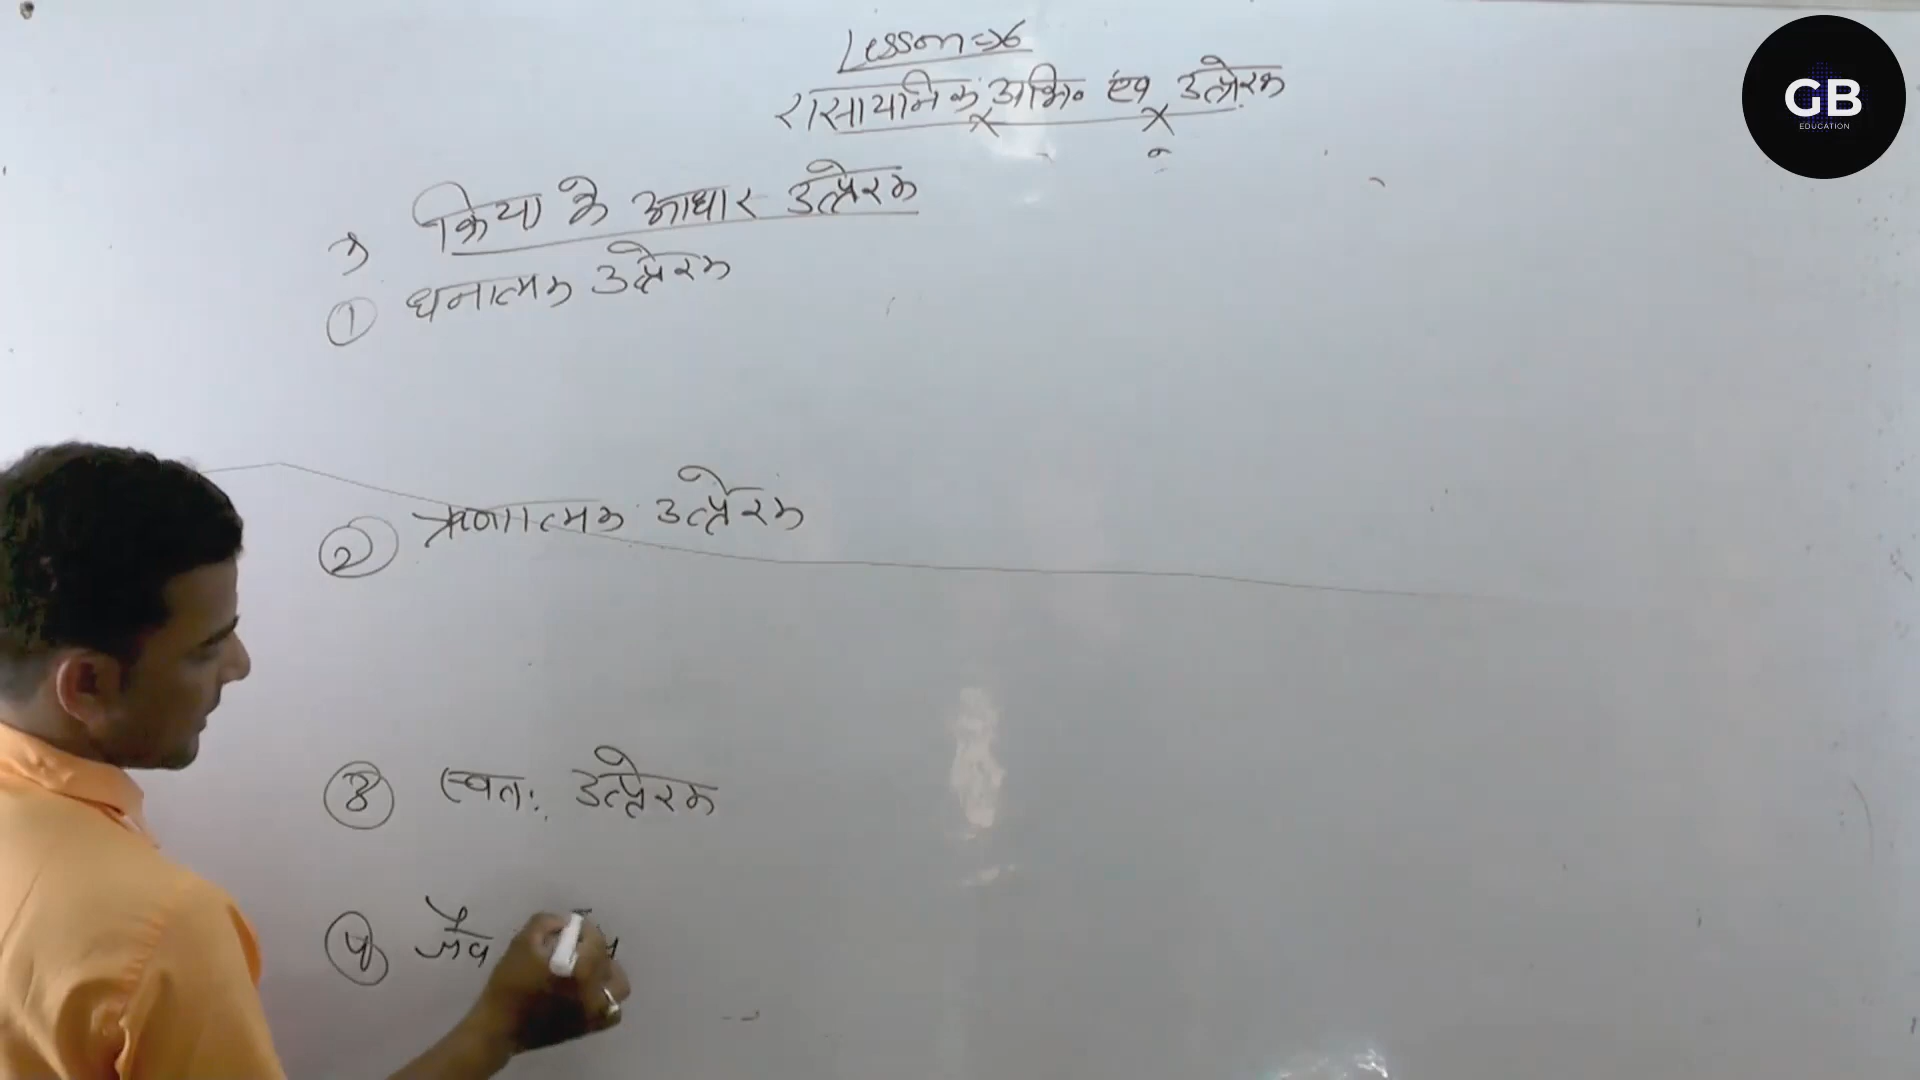 Lesson⇒6
रासायनिक अभि० एव उत्प्रेरक
GB
EDUCATION
क्रिया के आधार उत्प्रेरक
① धनात्मक उत्प्रेरक
② ऋणात्मक उत्प्रेरक
③ स्वतः उत्प्रेरक
④ जैव